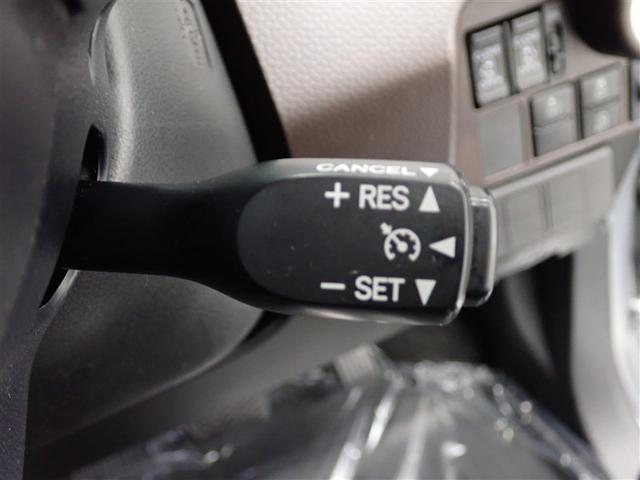 CANCEL ▼
+ RES ▲
◀
− SET ▼